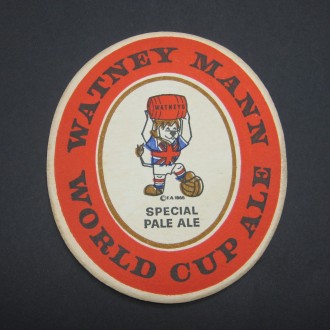 WATNEY MANN
WATNEYS
© F.A. 1965
SPECIAL
PALE ALE
WORLD CUP ALE